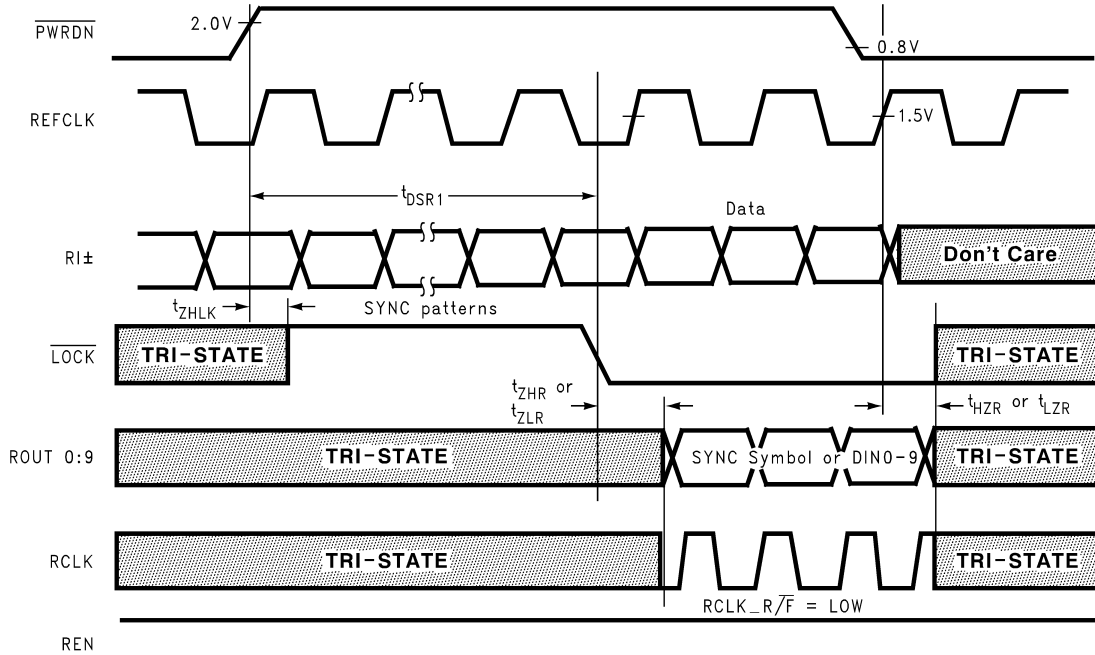 PWRDN
2.0V
0.8V
REFCLK
1.5V
tDSR1
Data
RI±
Don't Care
tZHLK
SYNC patterns
LOCK
TRI-STATE
TRI-STATE
tZHR or
tZLR
tHZR or tLZR
ROUT 0:9
TRI-STATE
SYNC Symbol or DIN0-9
TRI-STATE
RCLK
TRI-STATE
TRI-STATE
RCLK_R/F = LOW
REN